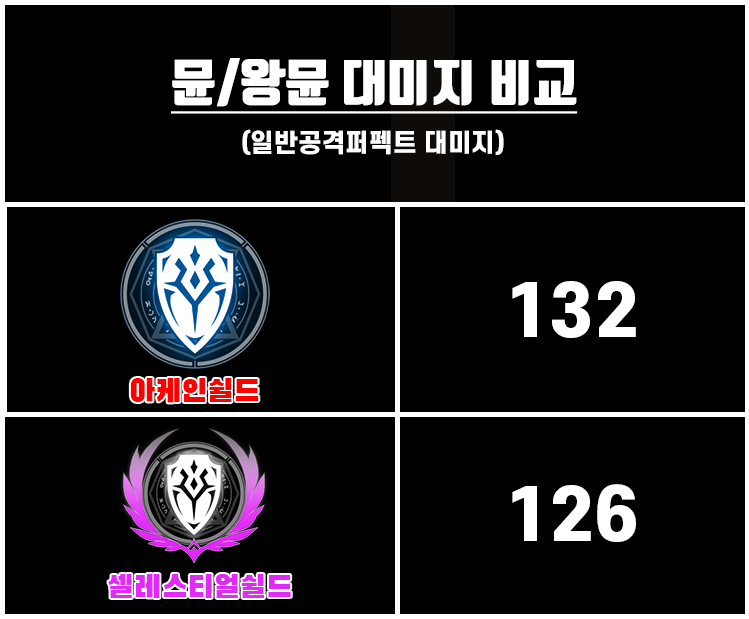 뮨/왕뮨 대미지 비교
(일반공격퍼펙트 대미지)
아케인쉴드
132
셀레스티얼쉴드
126